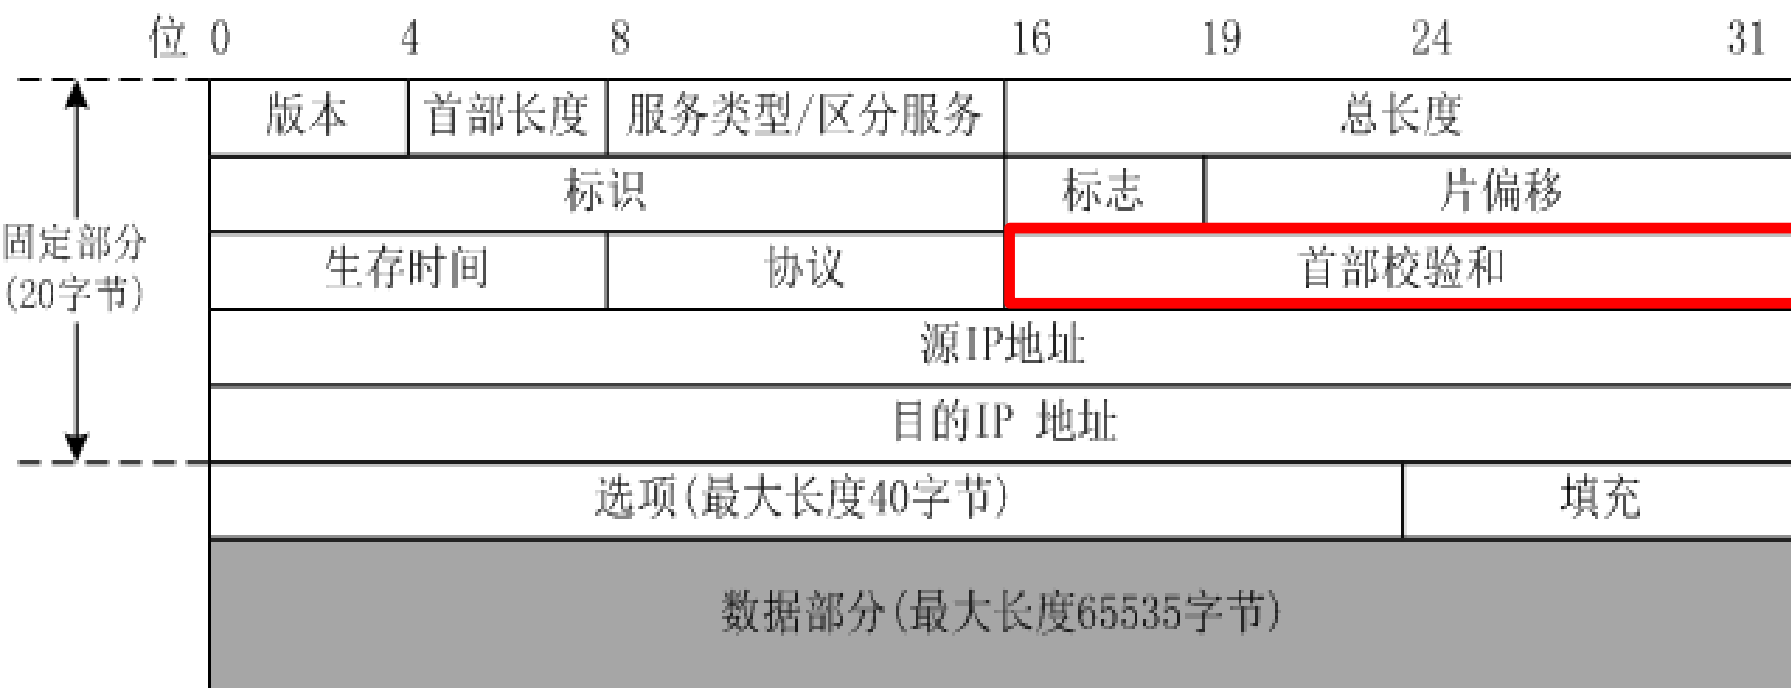 位 0 4 8 16 19 24 31
版本 首部长度 服务类型/区分服务 总长度
标识 标志 片偏移
固定部分
(20字节)
生存时间 协议 首部校验和
源IP地址
目的IP 地址
选项(最大长度40字节) 填充
数据部分(最大长度65535字节)